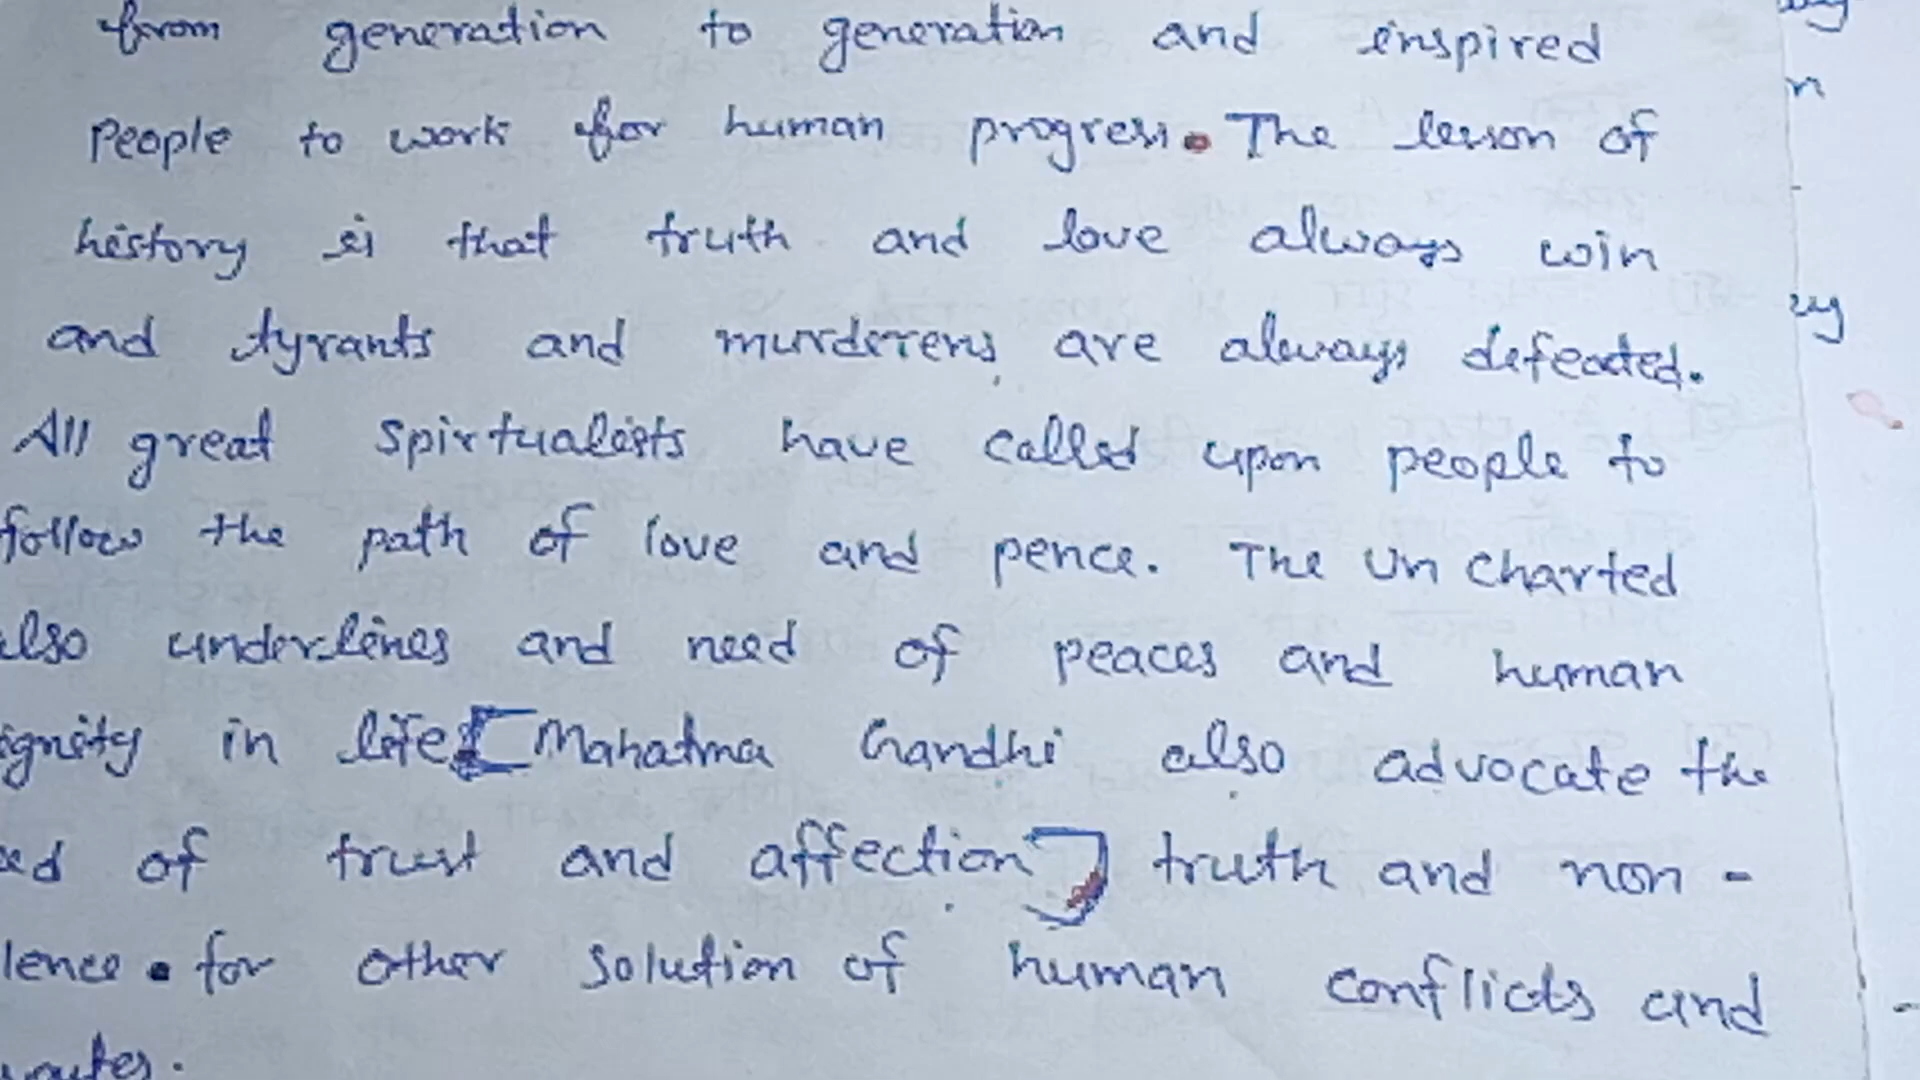 from generation to generation and inspired
People to work for human progress. The lesson of
history is that truth and love always win
and tyrants and murderers are always defeated.
All great spirtualists have called upon people to
follow the path of love and pence. The Un Charted
also underlines and need of peaces and human
ignity in life [Mahatma Gandhi also advocate the
ed of trust and affection] truth and non -
lence. for other solution of human conflicts and